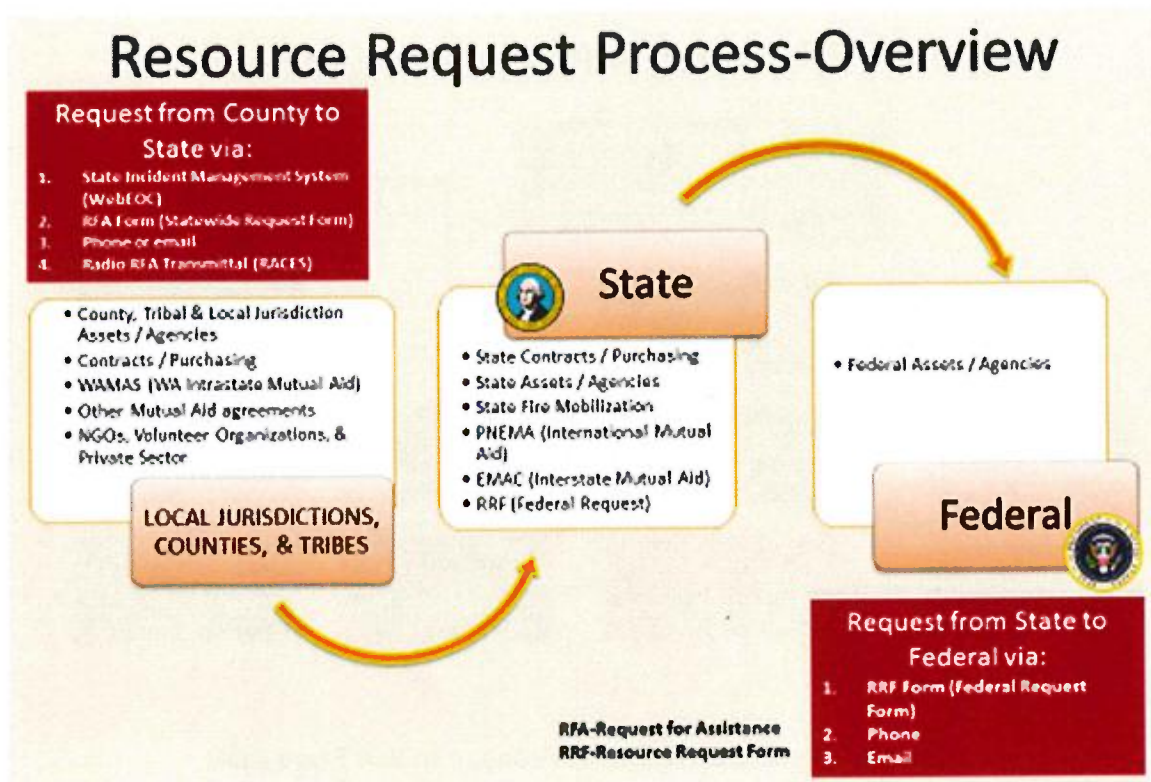 Resource Request Process-Overview
Request from County to
State via:
1. State Incident Management System
(WebEOC)
2. RFA Form (Statewide Request Form)
3. Phone or email
4. Radio RFA Transmittal (RACES)
• County, Tribal & Local Jurisdiction
Assets / Agencies
• Contracts / Purchasing
• WAMAS (WA Intrastate Mutual Aid)
• Other Mutual Aid agreements
• NGOs, Volunteer Organizations, &
Private Sector
LOCAL JURISDICTIONS,
COUNTIES, & TRIBES
State
• State Contracts / Purchasing
• State Assets / Agencies
• State Fire Mobilization
• PNEMA (International Mutual
Aid)
• EMAC (Interstate Mutual Aid)
• RRF (Federal Request)
• Federal Assets / Agencies
Federal
Request from State to
Federal via:
1. RRF Form (Federal Request
Form)
2. Phone
3. Email
RFA-Request for Assistance
RRF-Resource Request Form